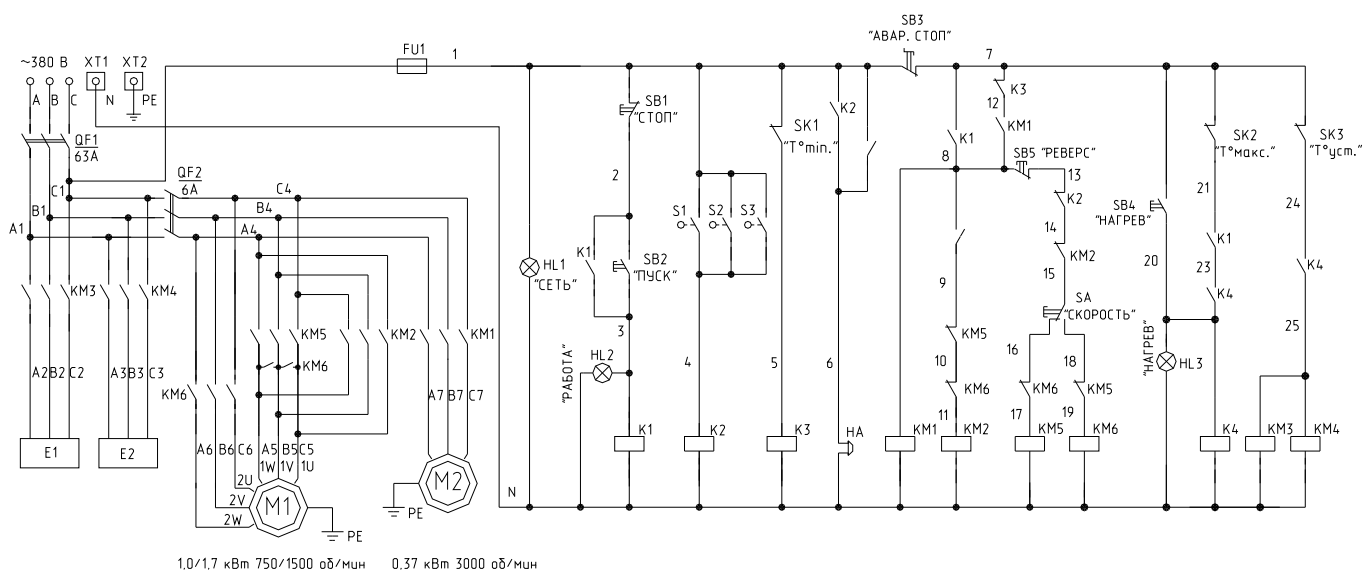 SB3
"АВАР. СТОП"
~380 В
XT1
XT2
FU1
1
7
A
B
C
N
PE
QF1
63A
SB1
"СТОП"
K2
K3
12
KM1
SK1
"T°min."
K1
8
SB5 "РЕВЕРС"
13
SK2
"T°макс."
SK3
"T°уст."
QF2
6A
C1
C4
B1
B4
A1
A4
2
K2
14
KM2
15
21
24
SB4
"НАГРЕВ"
S1
S2
S3
K1
SB2
"ПУСК"
HL1
"СЕТЬ"
9
SA
"СКОРОСТЬ"
20
K1
23
K4
K4
KM3
KM4
KM5
KM2
KM1
KM6
3
KM5
10
16
18
25
"РАБОТА"
HL2
4
5
6
"НАГРЕВ"
HL3
A2
B2
C2
A3
B3
C3
KM6
A7
B7
C7
KM6
11
KM6
17
KM5
19
A6
B6
C6
A5
B5
C5
1W
1V
1U
E1
E2
K1
K2
K3
HA
KM1
KM2
KM5
KM6
K4
KM3
KM4
2U
2V
2W
M1
M2
PE
PE
N
1,0/1,7 кВт 750/1500 об/мин
0,37 кВт 3000 об/мин